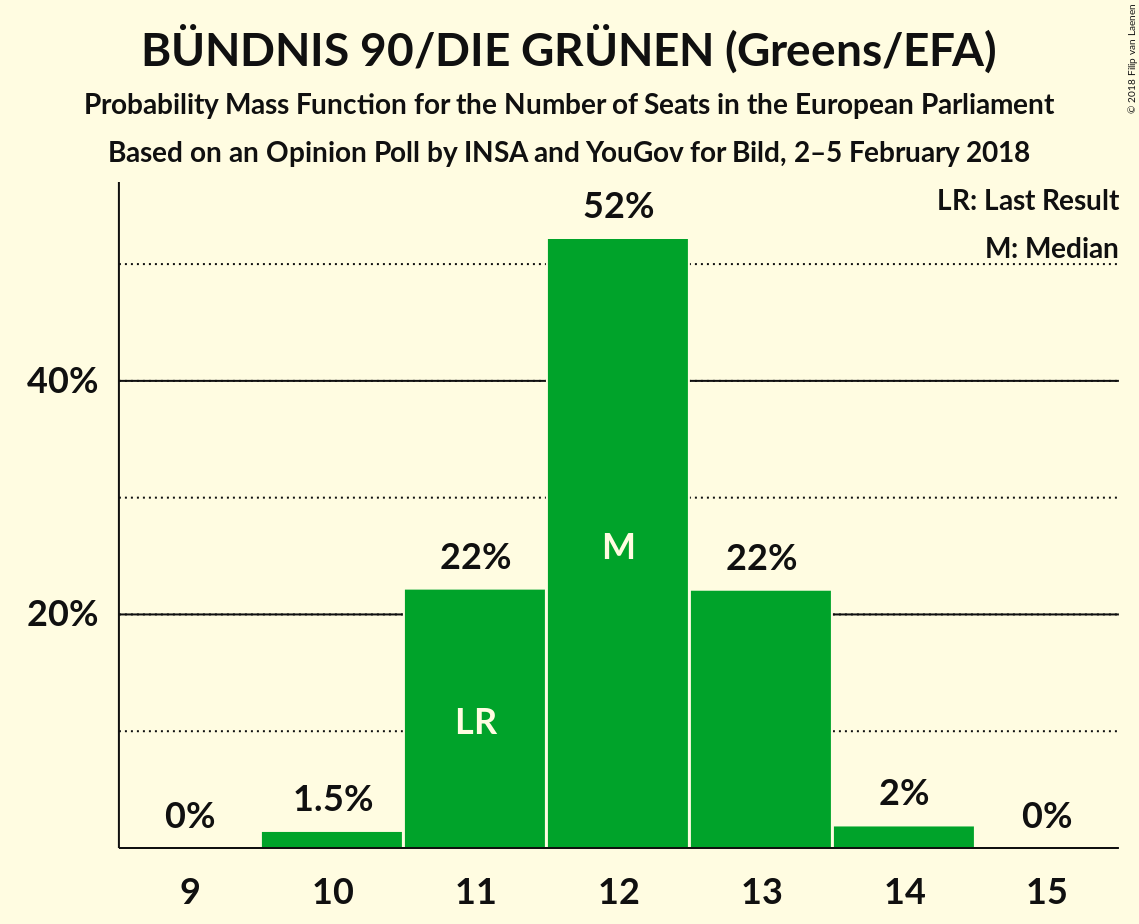 BÜNDNIS 90/DIE GRÜNEN (Greens/EFA)
Probability Mass Function for the Number of Seats in the European Parliament
Based on an Opinion Poll by INSA and YouGov for Bild, 2–5 February 2018
© 2018 Filip van Laenen
LR: Last Result
M: Median
52%
40%
22%
M
22%
20%
LR
0%
1.5%
2%
0%
9 10 11 12 13 14 15